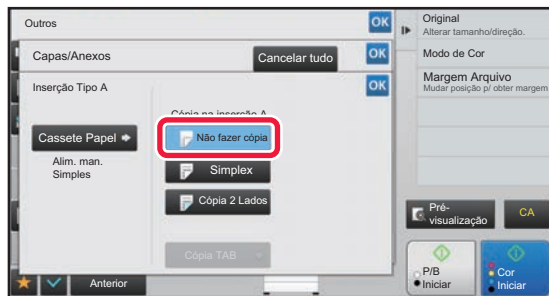 Outros
OK
Capas/Anexos
Cancelar tudo
OK
Inserção Tipo A
OK
Cópia na inserção A
Cassete Papel
Alim. man.
Simples
Não fazer cópia
Simplex
Cópia 2 Lados
Cópia TAB
Anterior
Original
Alterar tamanho/direção.
Modo de Cor
Margem Arquivo
Mudar posição p/ obter margem
Pré-
visualização
CA
P/B
Iniciar
Cor
Iniciar